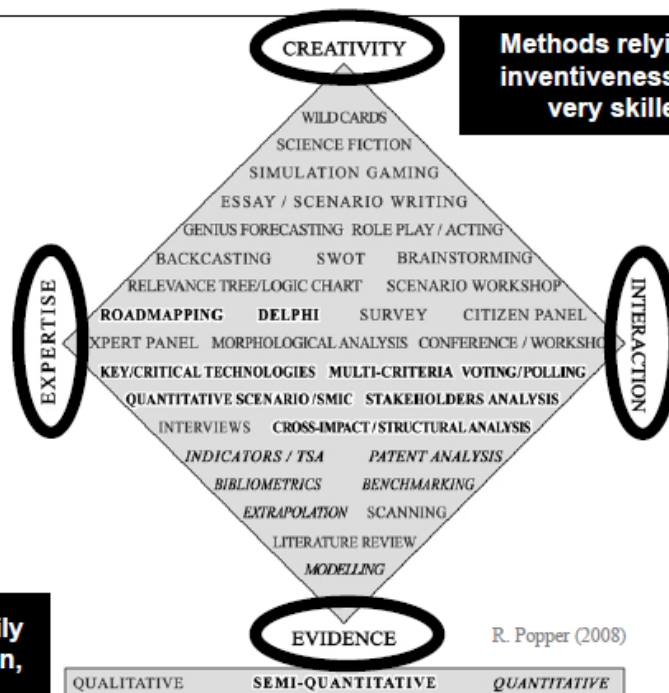 CREATIVITY
Methods relyi
inventiveness
very skille
WILD CARDS
SCIENCE FICTION
SIMULATION GAMING
ESSAY / SCENARIO WRITING
GENIUS FORECASTING ROLE PLAY / ACTING
BACKCASTING SWOT BRAINSTORMING
RELEVANCE TREE/LOGIC CHART SCENARIO WORKSHOP
ROADMAPPING DELPHI SURVEY CITIZEN PANEL
EXPERTISE
XPERT PANEL MORPHOLOGICAL ANALYSIS CONFERENCE / WORKSHO
INTERACTION
KEY/CRITICAL TECHNOLOGIES MULTI-CRITERIA VOTING/POLLING
QUANTITATIVE SCENARIO/SMIC STAKEHOLDERS ANALYSIS
INTERVIEWS CROSS-IMPACT/STRUCTURAL ANALYSIS
INDICATORS / TSA PATENT ANALYSIS
BIBLIOMETRICS BENCHMARKING
EXTRAPOLATION SCANNING
LITERATURE REVIEW
MODELLING
ily
n,
EVIDENCE
R. Popper (2008)
QUALITATIVE SEMI-QUANTITATIVE QUANTITATIVE